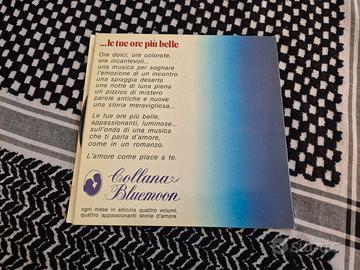 ...le tue ore più belle
Ore dolci, ore colorate,
ore incantevoli...
una musica per sognare
l'emozione di un incontro
una spiaggia deserta
una notte di luna piena
un pizzico di mistero
parole antiche e nuove
una storia meravigliosa...
Le tue ore più belle,
appassionanti, luminose...
sull'onda di una musica
che ti parla d'amore,
come in un romanzo.
L'amore come piace a te.
Collana
Bluemoon
ogni mese in edicola quattro volumi,
quattro appassionanti storie d'amore
subito